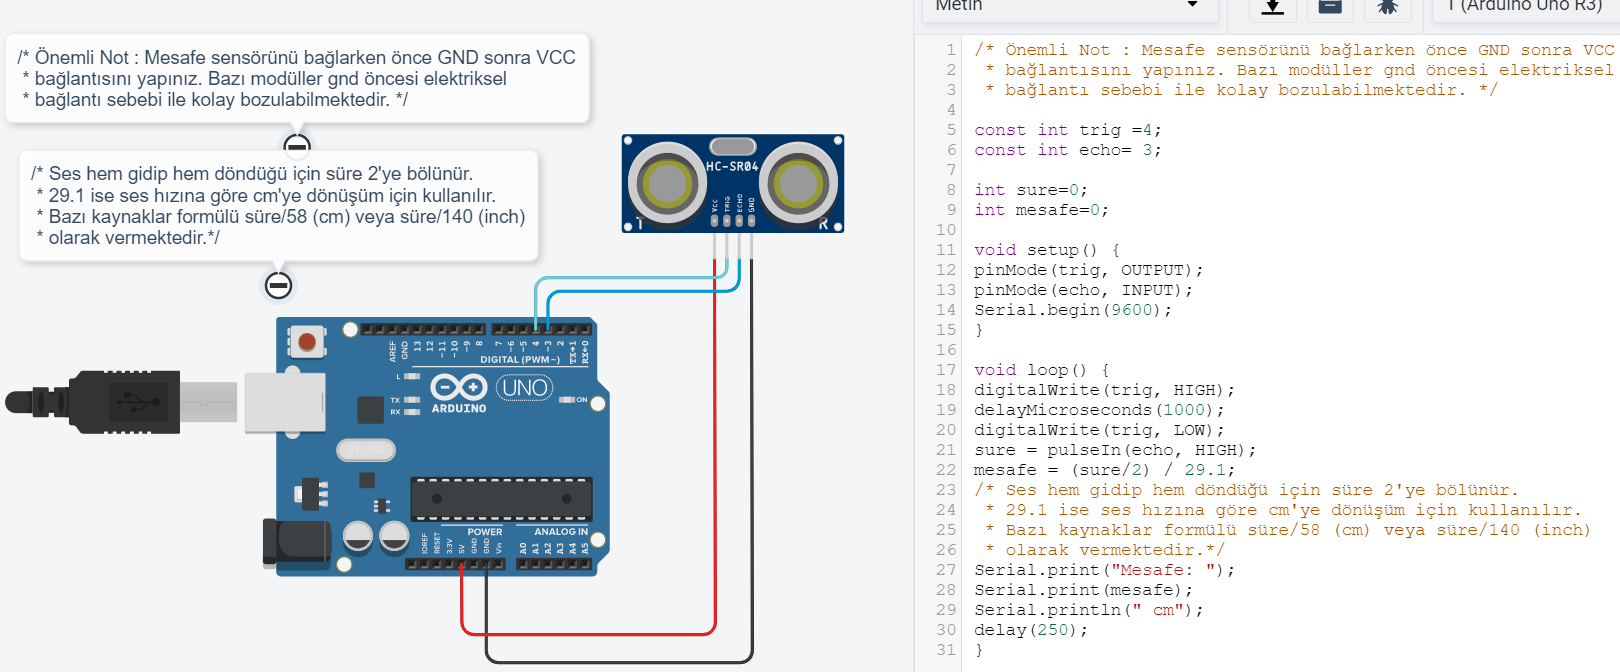 Metin
1 (Arduino Uno R3)
/* Önemli Not : Mesafe sensörünü bağlarken önce GND sonra VCC
* bağlantısını yapınız. Bazı modüller gnd öncesi elektriksel
* bağlantı sebebi ile kolay bozulabilmektedir. */
/* Ses hem gidip hem döndüğü için süre 2'ye bölünür.
* 29.1 ise ses hızına göre cm'ye dönüşüm için kullanılır.
* Bazı kaynaklar formülü süre/58 (cm) veya süre/140 (inch)
* olarak vermektedir.*/
HC-SR04
VCC
TRIG
ECHO
GND
T
R
AREF
GND
13
12
~11
~10
~9
8
7
~6
~5
4
~3
2
TX→1
RX←0
DIGITAL (PWM~)
L
TX
RX
ARDUINO
UNO
ON
POWER
ANALOG IN
IOREF
RESET
3.3V
5V
GND
GND
Vin
A0
A1
A2
A3
A4
A5
1 /* Önemli Not : Mesafe sensörünü bağlarken önce GND sonra VCC
2 * bağlantısını yapınız. Bazı modüller gnd öncesi elektriksel
3 * bağlantı sebebi ile kolay bozulabilmektedir. */
4
5 const int trig =4;
6 const int echo= 3;
7
8 int sure=0;
9 int mesafe=0;
10
11 void setup() {
12 pinMode(trig, OUTPUT);
13 pinMode(echo, INPUT);
14 Serial.begin(9600);
15 }
16
17 void loop() {
18 digitalWrite(trig, HIGH);
19 delayMicroseconds(1000);
20 digitalWrite(trig, LOW);
21 sure = pulseIn(echo, HIGH);
22 mesafe = (sure/2) / 29.1;
23 /* Ses hem gidip hem döndüğü için süre 2'ye bölünür.
24 * 29.1 ise ses hızına göre cm'ye dönüşüm için kullanılır.
25 * Bazı kaynaklar formülü süre/58 (cm) veya süre/140 (inch)
26 * olarak vermektedir.*/
27 Serial.print("Mesafe: ");
28 Serial.print(mesafe);
29 Serial.println(" cm");
30 delay(250);
31 }